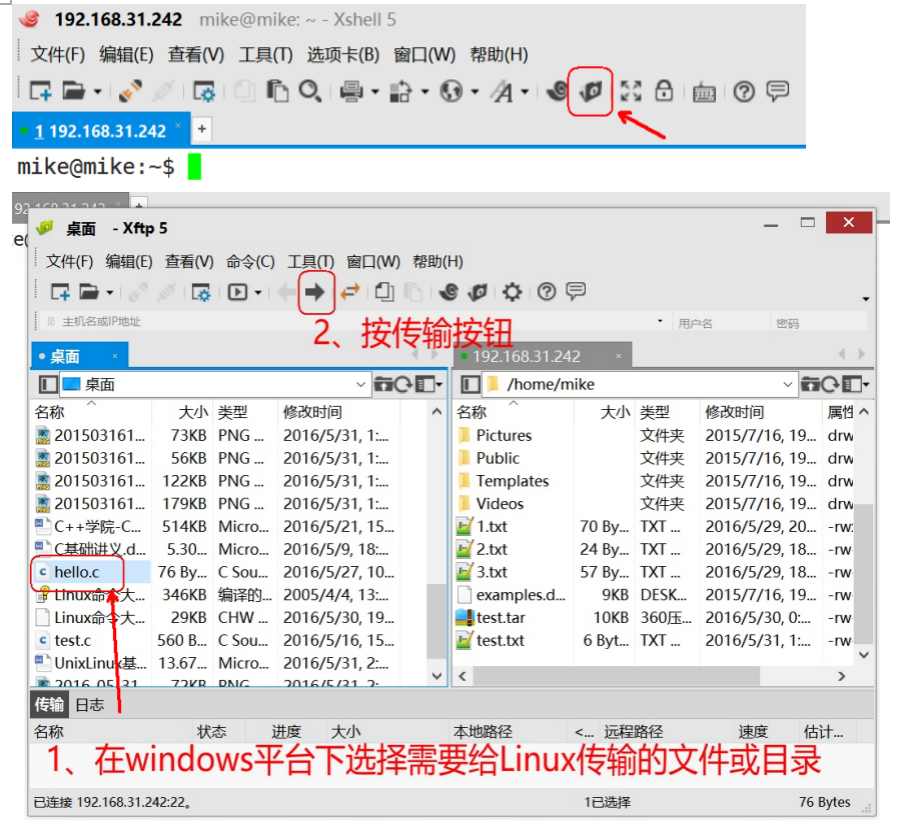 192.168.31.242 mike@mike: ~ - Xshell 5
文件(F) 编辑(E) 查看(V) 工具(T) 选项卡(B) 窗口(W) 帮助(H)
1 192.168.31.242 × +
mike@mike:~$
桌面 - Xftp 5
文件(F) 编辑(E) 查看(V) 命令(C) 工具(T) 窗口(W) 帮助(H)
主机名或IP地址 用户名 密码
2、按传输按钮
桌面 × 192.168.31.242 ×
桌面 /home/mike
名称 大小 类型 修改时间 名称 大小 类型 修改时间 属性
201503161... 73KB PNG ... 2016/5/31, 1:... Pictures 文件夹 2015/7/16, 19... drw
201503161... 56KB PNG ... 2016/5/31, 1:... Public 文件夹 2015/7/16, 19... drw
201503161... 122KB PNG ... 2016/5/31, 1:... Templates 文件夹 2015/7/16, 19... drw
201503161... 179KB PNG ... 2016/5/31, 1:... Videos 文件夹 2015/7/16, 19... drw
C++学院-C... 514KB Micro... 2016/5/21, 15... 1.txt 70 By... TXT ... 2016/5/29, 20... -rw
C基础讲义.d... 5.30... Micro... 2016/5/9, 18:... 2.txt 24 By... TXT ... 2016/5/29, 18... -rw
hello.c 76 By... C Sou... 2016/5/27, 10... 3.txt 57 By... TXT ... 2016/5/29, 18... -rw
Linux命令大... 346KB 编译的... 2005/4/4, 13:... examples.d... 9KB DESK... 2015/7/16, 19... -rw
Linux命令大... 29KB CHW ... 2016/5/30, 19... test.tar 10KB 360压... 2016/5/30, 0:... -rw
test.c 560 B... C Sou... 2016/5/16, 15... test.txt 6 Byt... TXT ... 2016/5/31, 1:... -rw
UnixLinux基... 13.67... Micro... 2016/5/31, 2:...
2016-05-31 72KB PNG 2016/5/31, 2:
传输 日志
名称 状态 进度 大小 本地路径 <... 远程路径 速度 估计...
1、在windows平台下选择需要给Linux传输的文件或目录
已连接 192.168.31.242:22。 1已选择 76 Bytes